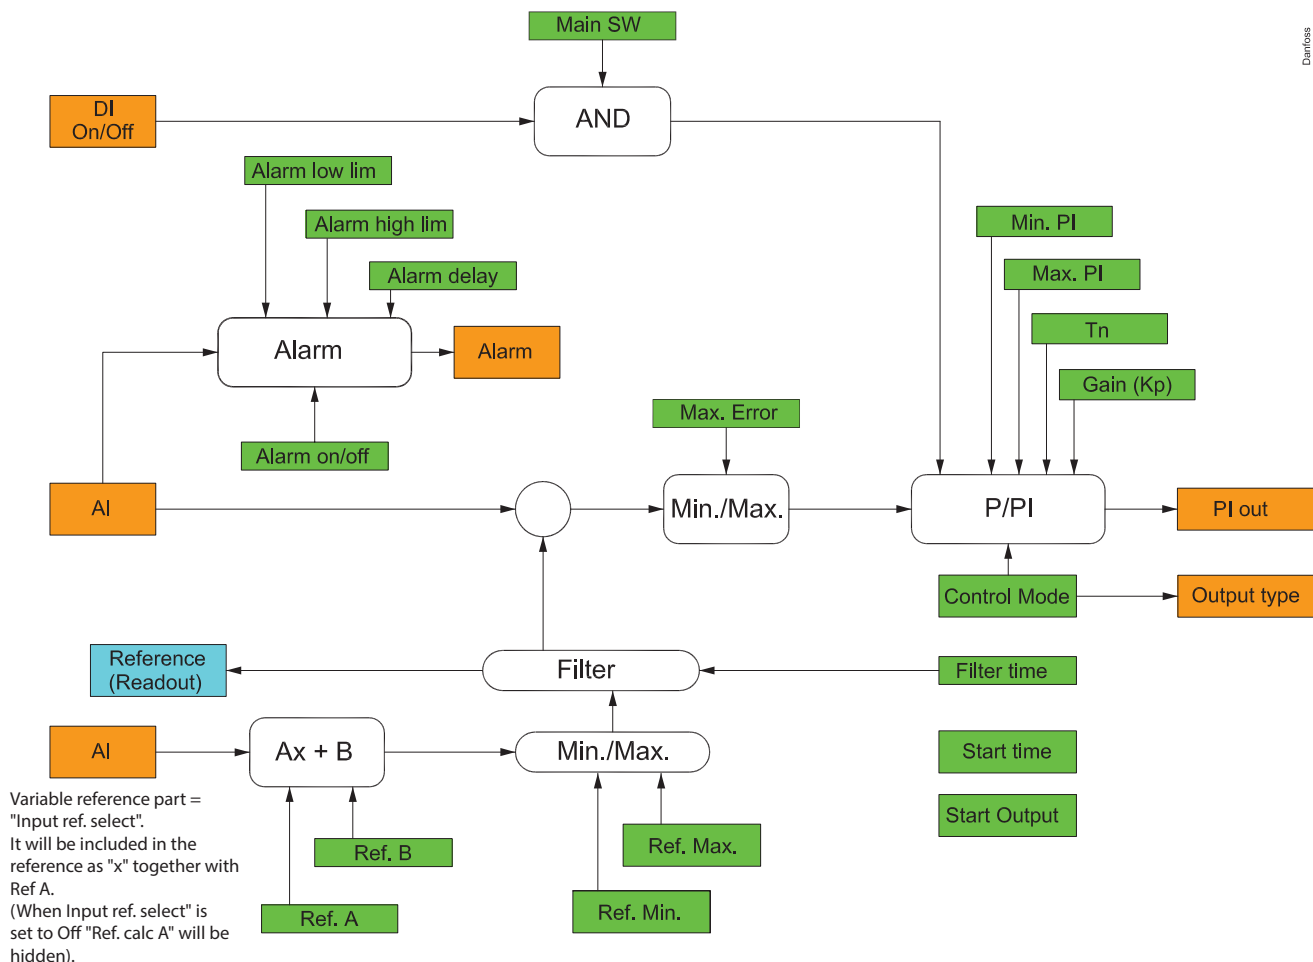 Main SW
Danfoss
DI
On/Off
AND
Alarm low lim
Alarm high lim
Alarm delay
Min. PI
Max. PI
Tn
Gain (Kp)
Alarm
Alarm
Alarm on/off
Max. Error
AI
Min./Max.
P/PI
PI out
Control Mode
Output type
Reference
(Readout)
Filter
Filter time
AI
Ax + B
Min./Max.
Start time
Start Output
Variable reference part =
"Input ref. select".
It will be included in the
reference as "x" together with
Ref A.
(When Input ref. select" is
set to Off "Ref. calc A" will be
hidden).
Ref. B
Ref. Max.
Ref. A
Ref. Min.